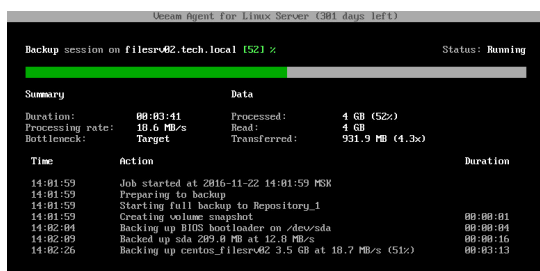 Veeam Agent for Linux Server (301 days left)
Backup session on filesrv02.tech.local [52] % Status: Running
Summary Data
Duration: 00:03:41 Processed: 4 GB (52%)
Processing rate: 18.6 MB/s Read: 4 GB
Bottleneck: Target Transferred: 931.9 MB (4.3x)
Time Action Duration
14:01:59 Job started at 2016-11-22 14:01:59 MSK
14:01:59 Preparing to backup
14:01:59 Starting full backup to Repository_1
14:01:59 Creating volume snapshot 00:00:01
14:02:04 Backing up BIOS bootloader on /dev/sda 00:00:04
14:02:09 Backed up sda 209.0 MB at 12.8 MB/s 00:00:16
14:02:26 Backing up centos_filesrv02 3.5 GB at 18.7 MB/s (51%) 00:03:13